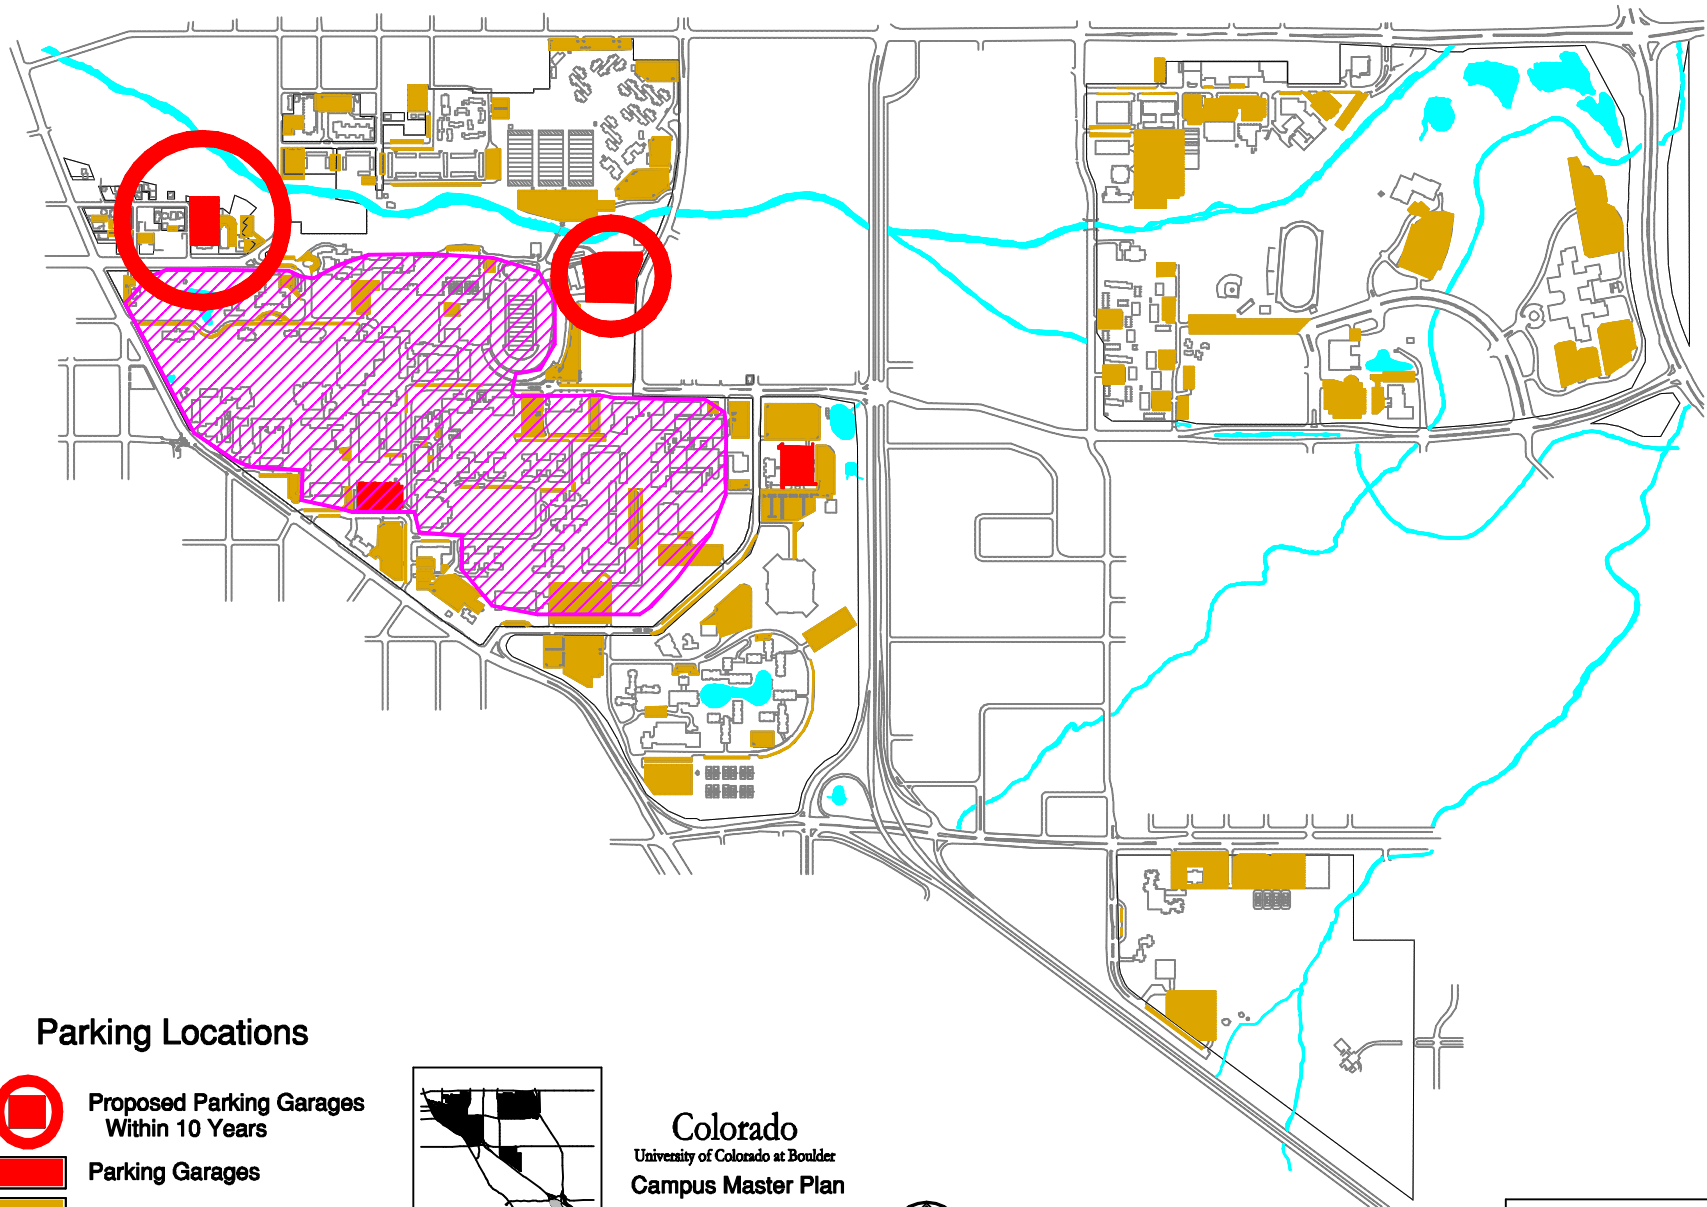 Parking Locations
Proposed Parking Garages
Within 10 Years
Parking Garages
Colorado
University of Colorado at Boulder
Campus Master Plan